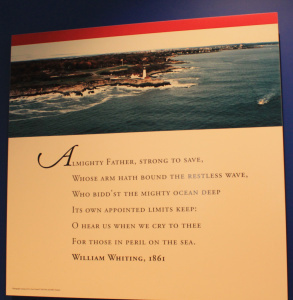 Almighty Father, strong to save,
Whose arm hath bound the restless wave,
Who bidd'st the mighty ocean deep
Its own appointed limits keep:
O hear us when we cry to thee
For those in peril on the sea.
William Whiting, 1861